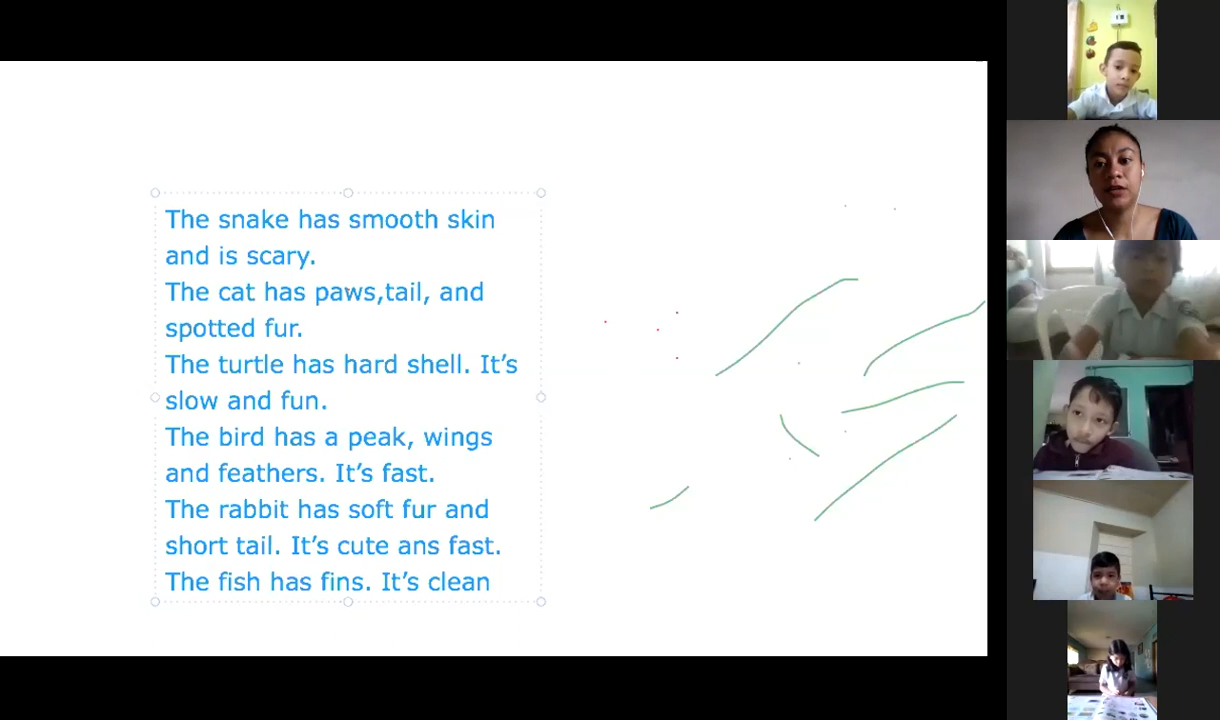 The snake has smooth skin
and is scary.
The cat has paws,tail, and
spotted fur.
The turtle has hard shell. It's
slow and fun.
The bird has a peak, wings
and feathers. It's fast.
The rabbit has soft fur and
short tail. It's cute ans fast.
The fish has fins. It's clean